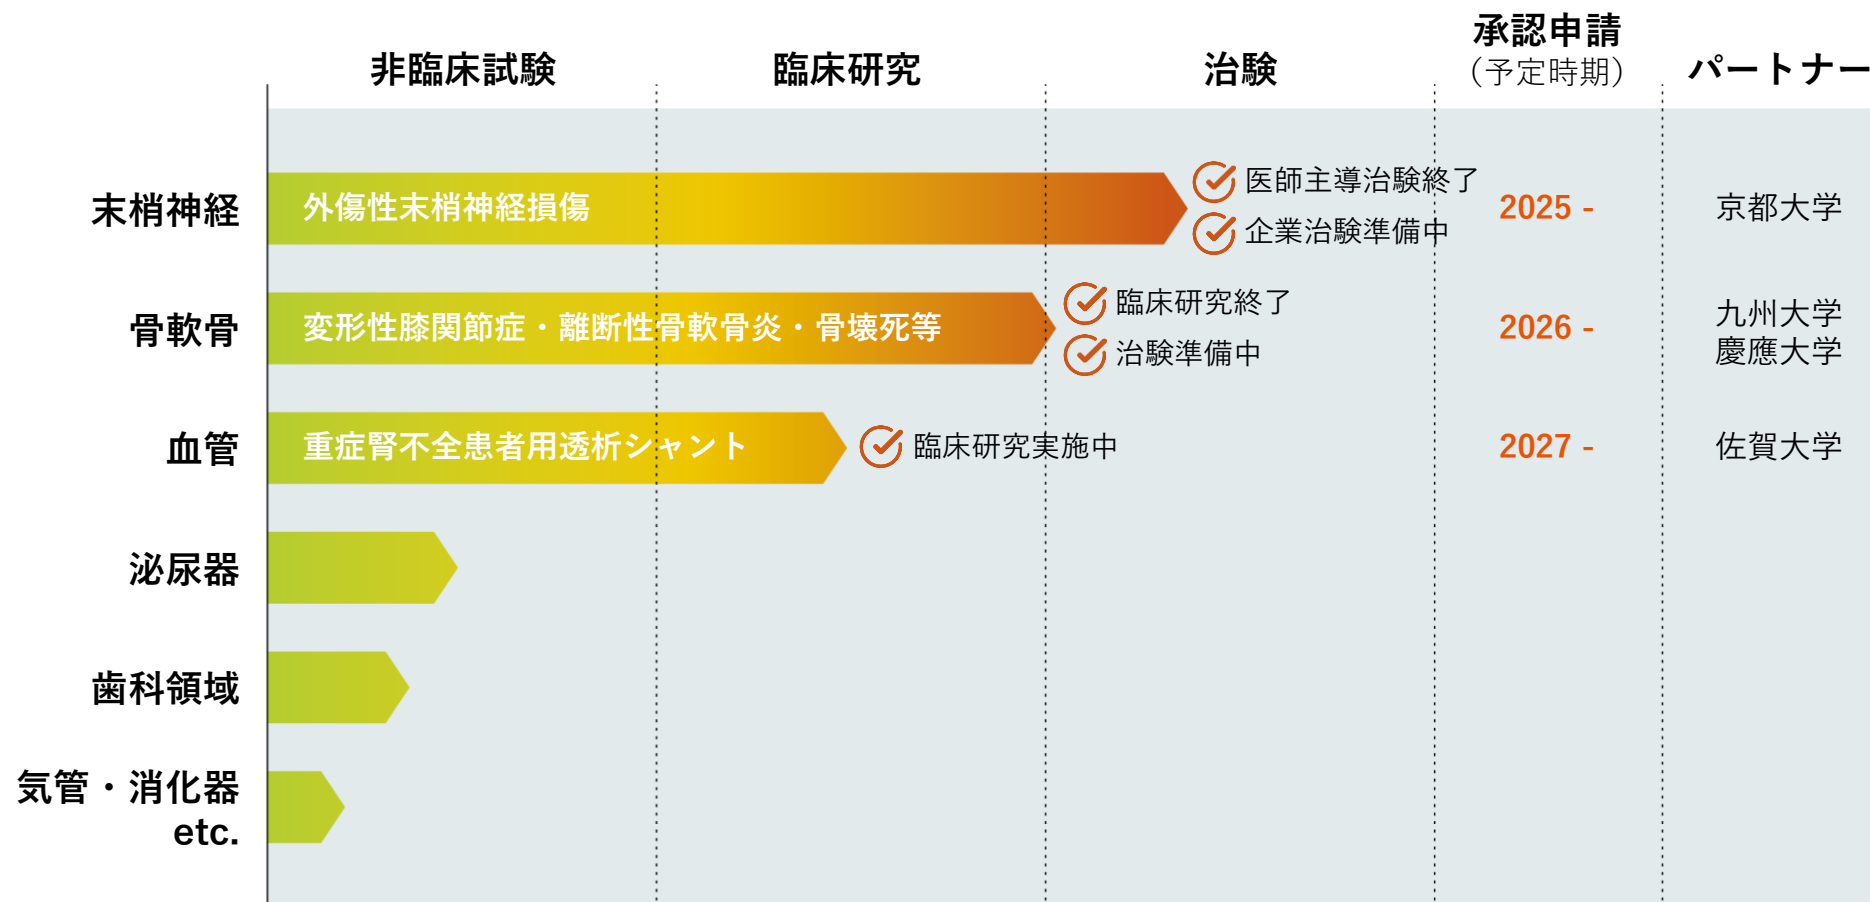 非臨床試験
臨床研究
治験
承認申請
(予定時期)
パートナー
末梢神経
外傷性末梢神経損傷
医師主導治験終了
企業治験準備中
2025 -
京都大学
骨軟骨
変形性膝関節症・離断性骨軟骨炎・骨壊死等
臨床研究終了
治験準備中
2026 -
九州大学
慶應大学
血管
重症腎不全患者用透析シャント
臨床研究実施中
2027 -
佐賀大学
泌尿器
歯科領域
気管・消化器
etc.